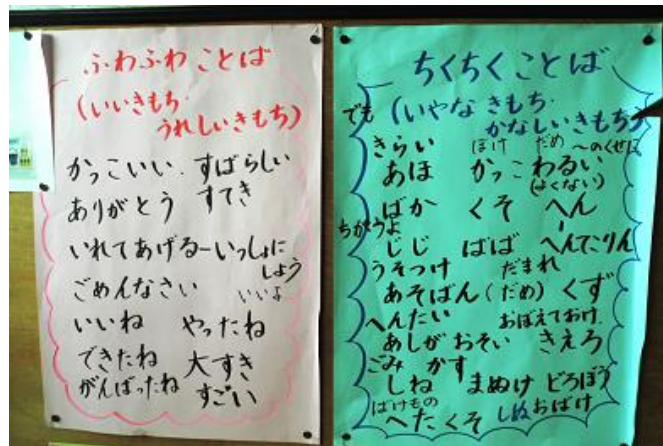 ふわふわことば
(いいきもち・
うれしいきもち)
かっこいい・すばらしい
ありがとう すてき
いれてあげるーいっしょに
しよう
ごめんなさい いいよ
いいね やったね
できたね 大すき
がんばったね すごい
ちくちくことば
でも (いやなきもち・
かなしいきもち)
きらい ぼけ だめ 〜のくせに
あほ かっこわるい
(よくない)
ばか くそ へん
ちがうよ
じじ ばば へんてこりん
うそつけ だまれ
あそばん(だめ) くず
へんたい おぼえておけ
あしがおそい きえろ
ごみ かす
しね まぬけ どろぼう
ばけもの
へたくそ しぬ おばけ